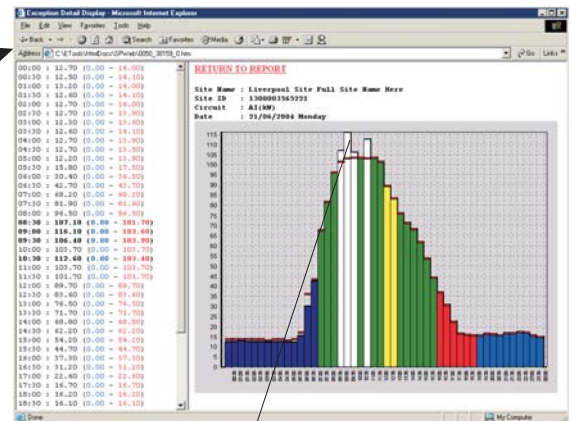 Exception Detail Display - Microsoft Internet Explorer
File Edit View Favorites Tools Help
Back Search Favorites Media
Address C:\ETools\HtmlDocs\SPWeb\0050_38159_0.htm Go Links
00:00 : 12.70 (0.00 - 14.00)
00:30 : 12.50 (0.00 - 14.10)
01:00 : 13.20 (0.00 - 14.00)
01:30 : 12.60 (0.00 - 14.10)
02:00 : 12.70 (0.00 - 14.10)
02:30 : 12.70 (0.00 - 13.90)
03:00 : 12.30 (0.00 - 13.40)
03:30 : 12.60 (0.00 - 14.10)
04:00 : 12.70 (0.00 - 13.90)
04:30 : 12.70 (0.00 - 13.50)
05:00 : 12.20 (0.00 - 13.90)
05:30 : 15.80 (0.00 - 17.50)
06:00 : 30.40 (0.00 - 36.50)
06:30 : 42.70 (0.00 - 43.70)
07:00 : 68.20 (0.00 - 68.20)
07:30 : 81.90 (0.00 - 81.90)
08:00 : 96.50 (0.00 - 96.50)
08:30 : 107.10 (0.00 - 101.70)
09:00 : 116.10 (0.00 - 103.60)
09:30 : 106.40 (0.00 - 103.90)
10:00 : 103.70 (0.00 - 103.70)
10:30 : 112.60 (0.00 - 103.40)
11:00 : 103.70 (0.00 - 103.70)
11:30 : 101.70 (0.00 - 101.70)
12:00 : 89.70 (0.00 - 89.70)
12:30 : 83.60 (0.00 - 83.60)
13:00 : 76.50 (0.00 - 76.50)
13:30 : 71.70 (0.00 - 71.70)
14:00 : 68.80 (0.00 - 68.80)
14:30 : 62.20 (0.00 - 62.20)
15:00 : 54.20 (0.00 - 54.20)
15:30 : 44.70 (0.00 - 44.70)
16:00 : 37.30 (0.00 - 37.30)
16:30 : 31.20 (0.00 - 31.20)
17:00 : 22.60 (0.00 - 22.60)
17:30 : 16.70 (0.00 - 16.70)
18:00 : 16.20 (0.00 - 16.20)
18:30 : 16.10 (0.00 - 16.10)
RETURN TO REPORT
Site Name : Liverpool Site Full Site Name Here
Site ID : 1300003565221
Circuit : AI(kW)
Date : 21/06/2004 Monday
115
110
105
100
95
90
85
80
75
70
65
60
55
50
45
40
35
30
25
20
15
10
5
0
Done My Computer